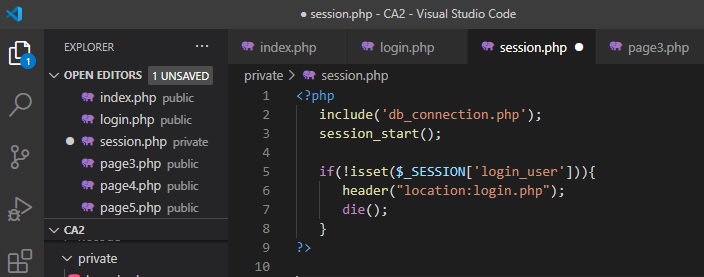 session.php - CA2 - Visual Studio Code
EXPLORER
index.php
login.php
session.php
page3.php
OPEN EDITORS 1 UNSAVED
private > session.php
index.php public
login.php public
session.php private
page3.php public
page4.php public
page5.php public
CA2
private
1
1 <?php
2 include('db_connection.php');
3 session_start();
4
5 if(!isset($_SESSION['login_user'])){
6 header("location:login.php");
7 die();
8 }
9 ?>
10